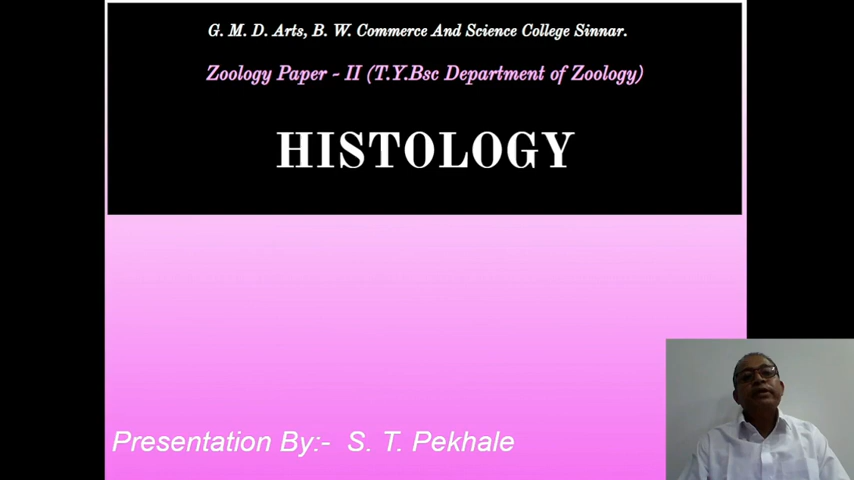 G. M. D. Arts, B. W. Commerce And Science College Sinnar.
Zoology Paper - II (T.Y.Bsc Department of Zoology)
HISTOLOGY
Presentation By:- S. T. Pekhale